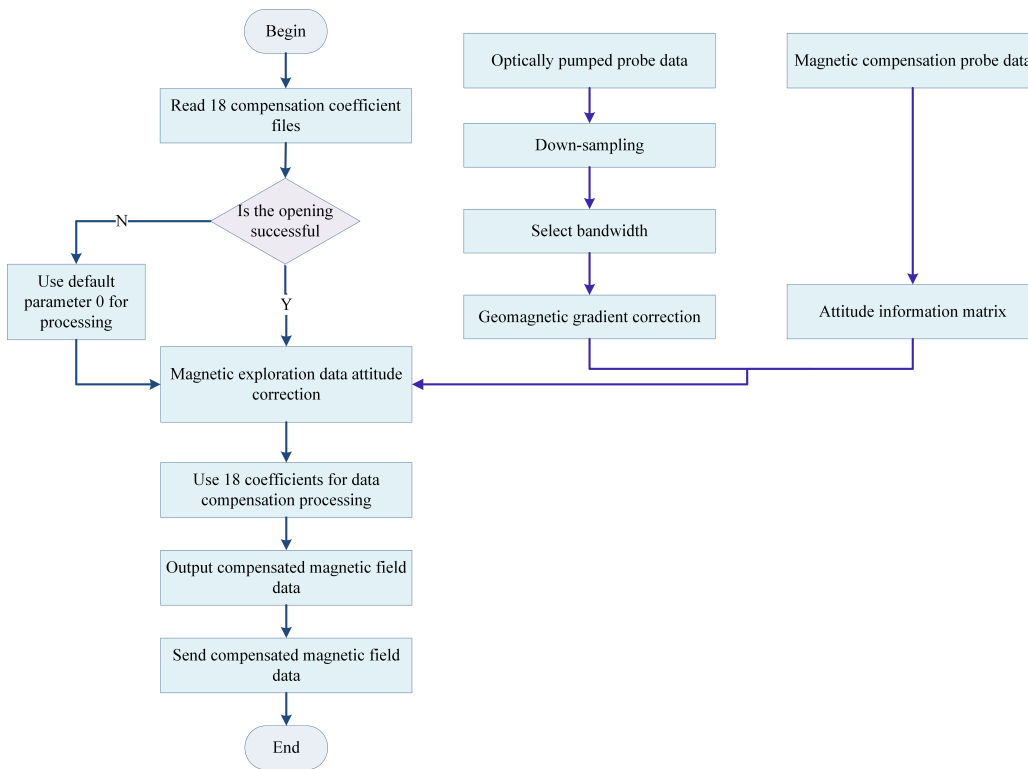 Begin
Read 18 compensation coefficient
files
Is the opening
successful
N
Use default
parameter 0 for
processing
Y
Magnetic exploration data attitude
correction
Use 18 coefficients for data
compensation processing
Output compensated magnetic field
data
Send compensated magnetic field
data
End
Optically pumped probe data
Down-sampling
Select bandwidth
Geomagnetic gradient correction
Magnetic compensation probe data
Attitude information matrix